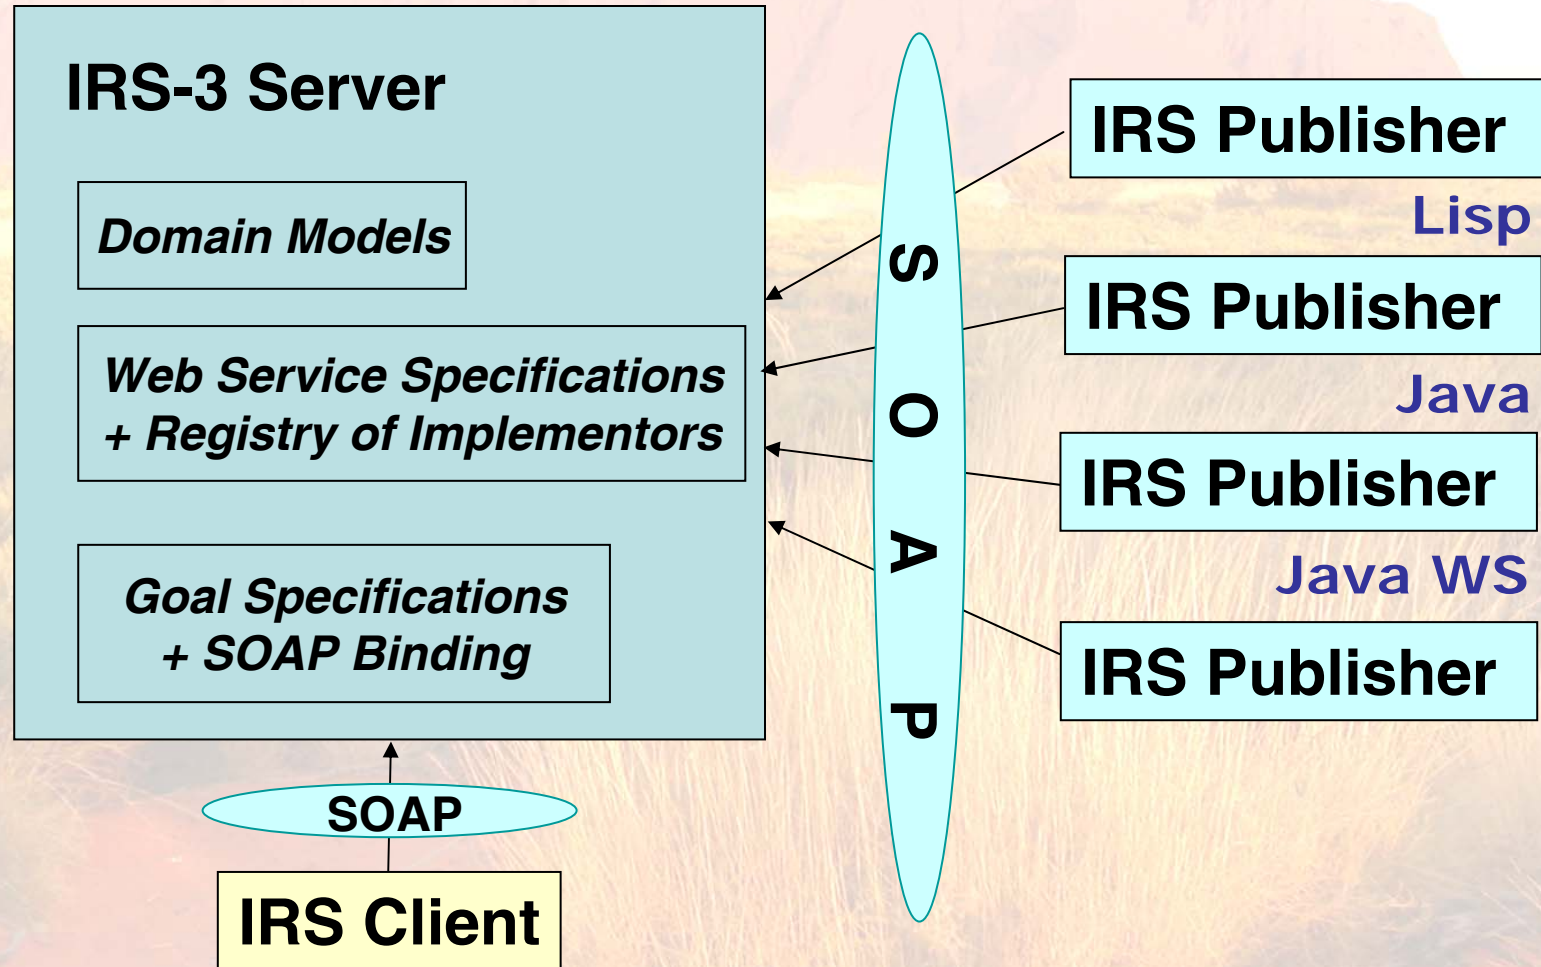 IRS-3 Server
Domain Models
Web Service Specifications
+ Registry of Implementors
Goal Specifications
+ SOAP Binding
SOAP
IRS Client
S O A P
IRS Publisher
Lisp
IRS Publisher
Java
IRS Publisher
Java WS
IRS Publisher